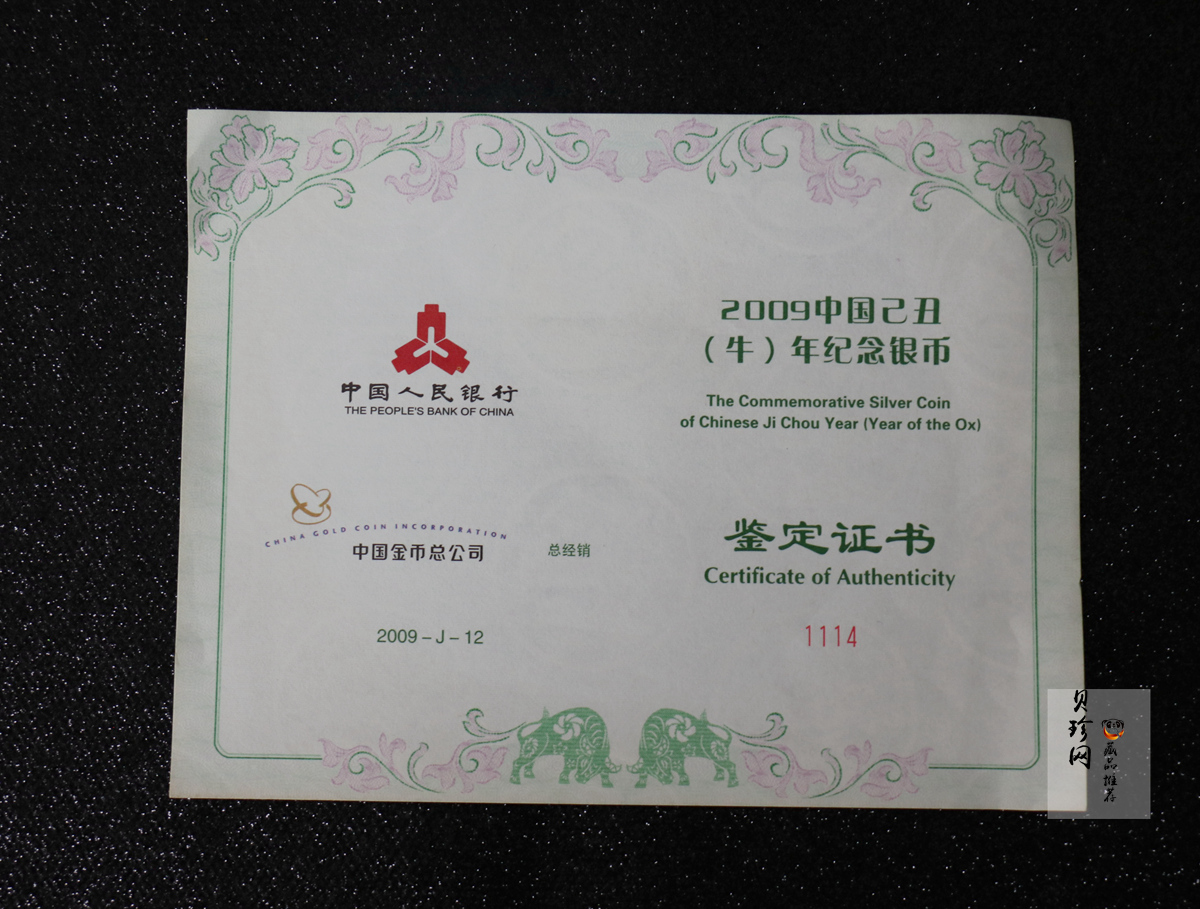 中国人民银行
THE PEOPLE'S BANK OF CHINA
CHINA GOLD COIN INCORPORATION
中国金币总公司
总经销
2009-J-12
2009中国己丑
（牛）年纪念银币
The Commemorative Silver Coin
of Chinese Ji Chou Year (Year of the Ox)
鉴定证书
Certificate of Authenticity
1114
贝珍网
藏品推荐